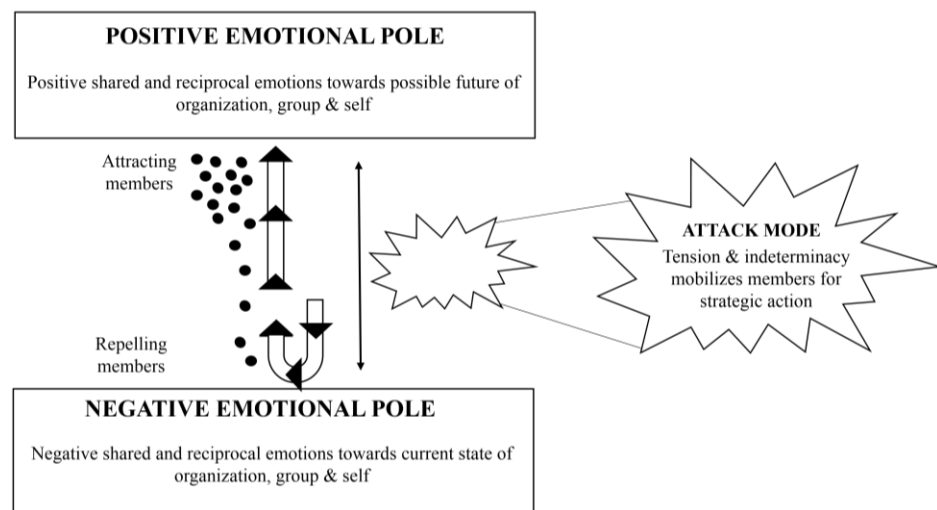 POSITIVE EMOTIONAL POLE
Positive shared and reciprocal emotions towards possible future of
organization, group & self
Attracting
members
ATTACK MODE
Tension & indeterminacy
mobilizes members for
strategic action
Repelling
members
NEGATIVE EMOTIONAL POLE
Negative shared and reciprocal emotions towards current state of
organization, group & self